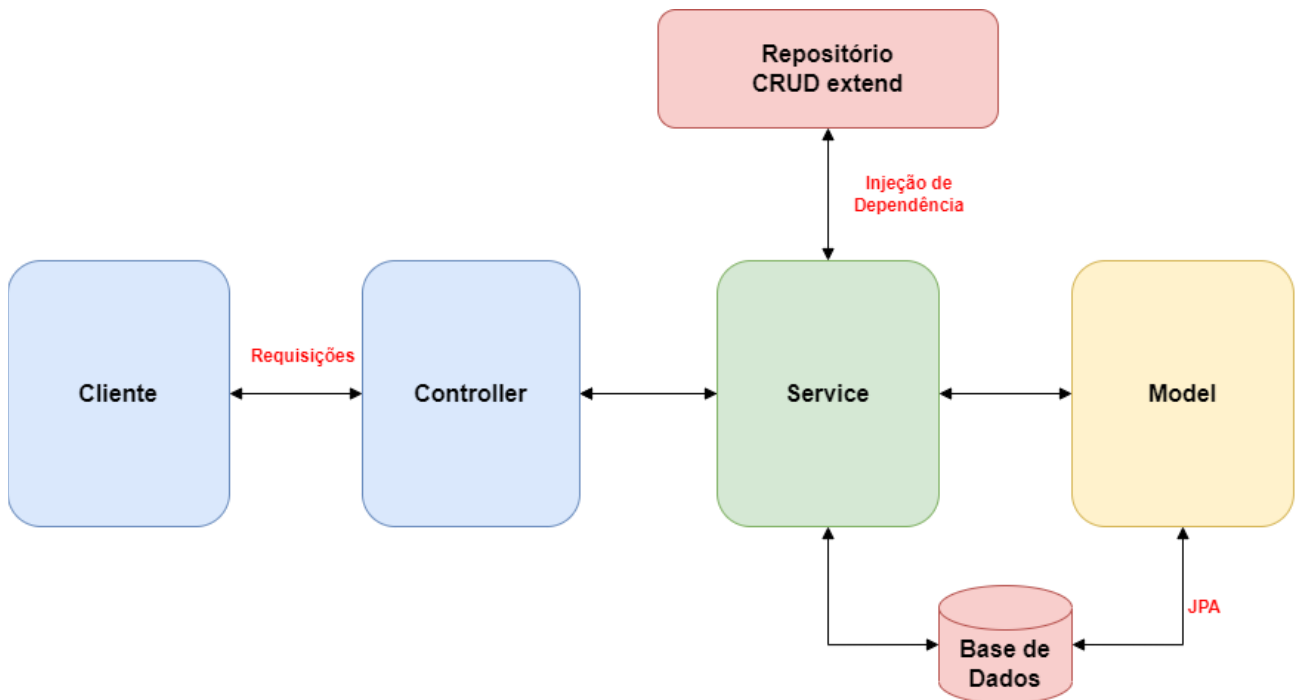 Repositório
CRUD extend
Injeção de
Dependência
Requisições
Cliente
Controller
Service
Model
JPA
Base de
Dados